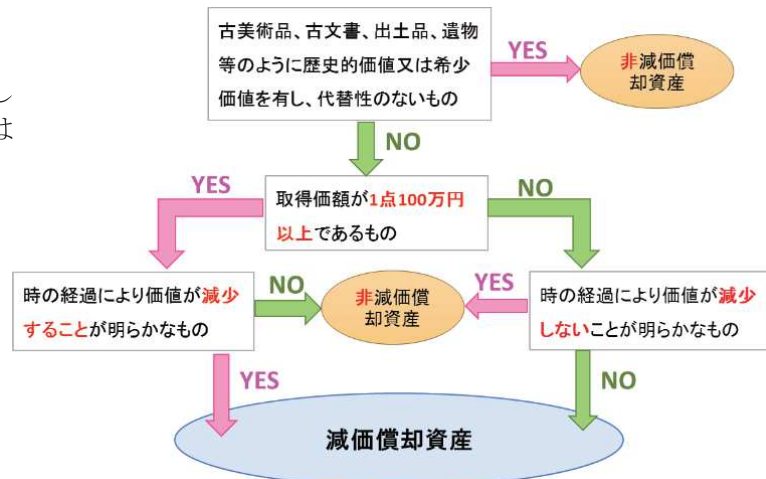 し
は
古美術品、古文書、出土品、遺物
等のように歴史的価値又は希少
価値を有し、代替性のないもの
YES
非減価償
却資産
NO
YES
取得価額が1点100万円
以上であるもの
NO
時の経過により価値が減少
することが明らかなもの
NO
非減価償
却資産
YES
時の経過により価値が減少
しないことが明らかなもの
YES
NO
減価償却資産